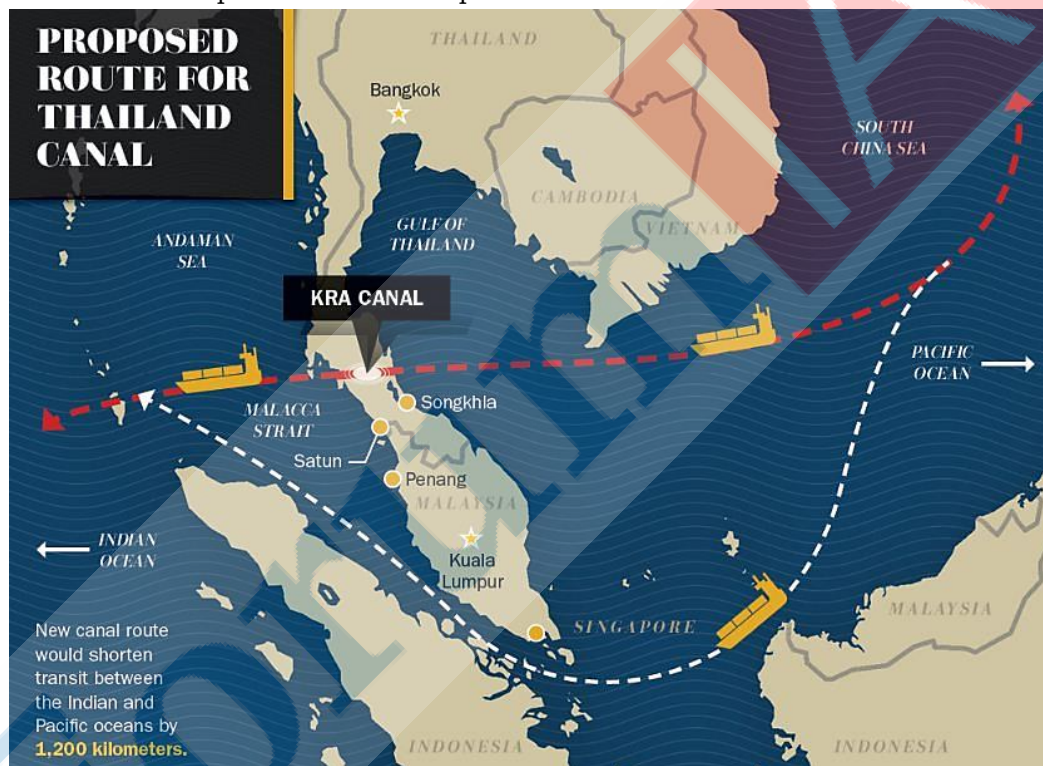 PROPOSED
ROUTE FOR
THAILAND
CANAL
THAILAND
Bangkok
SOUTH
CHINA SEA
CAMBODIA
VIETNAM
GULF OF
THAILAND
ANDAMAN
SEA
KRA CANAL
PACIFIC
OCEAN
MALACCA
STRAIT
Songkhla
Satun
Penang
MALAYSIA
INDIAN
OCEAN
Kuala
Lumpur
SINGAPORE
MALAYSIA
New canal route
would shorten
transit between
the Indian and
Pacific oceans by
1,200 kilometers.
INDONESIA
INDONESIA